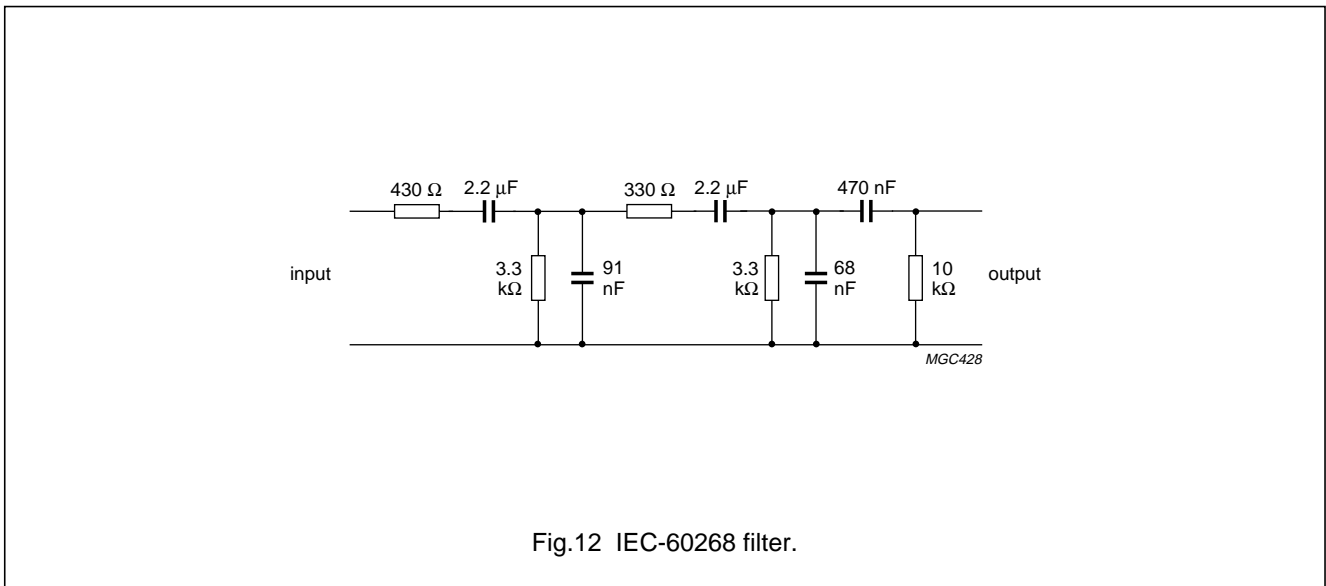 430 Ω 2.2 μF 330 Ω 2.2 μF 470 nF
input 3.3 kΩ 91 nF 3.3 kΩ 68 nF 10 kΩ output
MGC428
Fig.12 IEC-60268 filter.